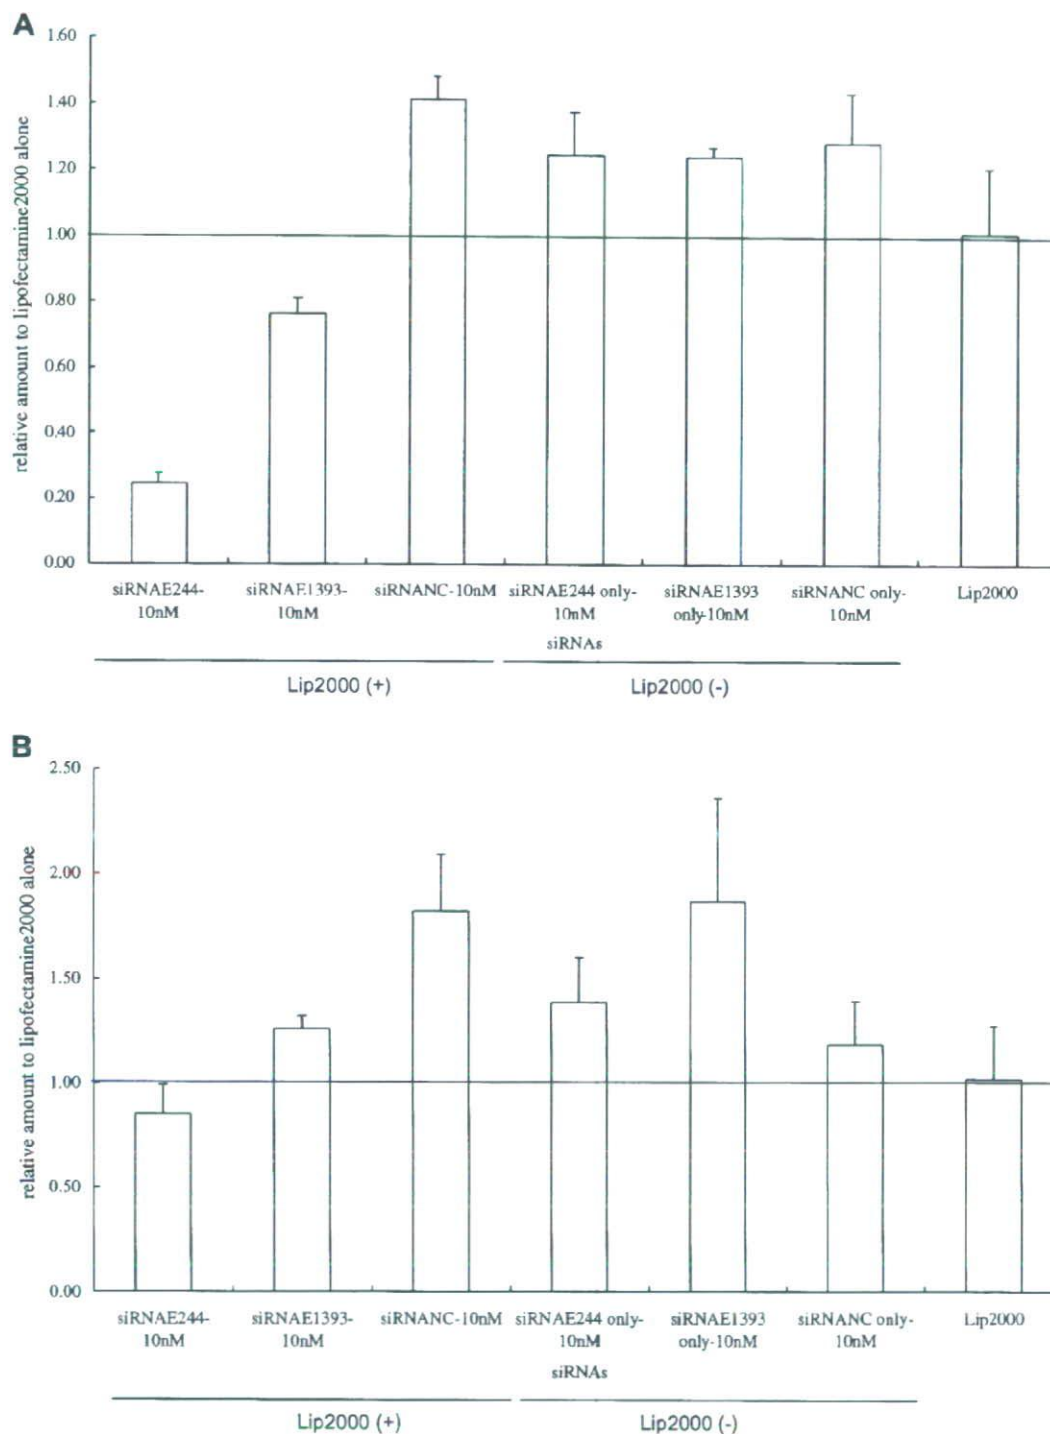 A
relative amount to lipofectamine2000 alone
1.60
1.40
1.20
1.00
0.80
0.60
0.40
0.20
0.00
siRNAE244-
10nM
siRNAE1393-
10nM
siRNANC-10nM
siRNAE244 only-
10nM
siRNAE1393
only-10nM
siRNANC only-
10nM
Lip2000
siRNAs
Lip2000 (+)
Lip2000 (-)
B
relative amount to lipofectamine2000 alone
2.50
2.00
1.50
1.00
0.50
0.00
siRNAE244-
10nM
siRNAE1393-
10nM
siRNANC-10nM
siRNAE244 only-
10nM
siRNAE1393
only-10nM
siRNANC only-
10nM
Lip2000
siRNAs
Lip2000 (+)
Lip2000 (-)